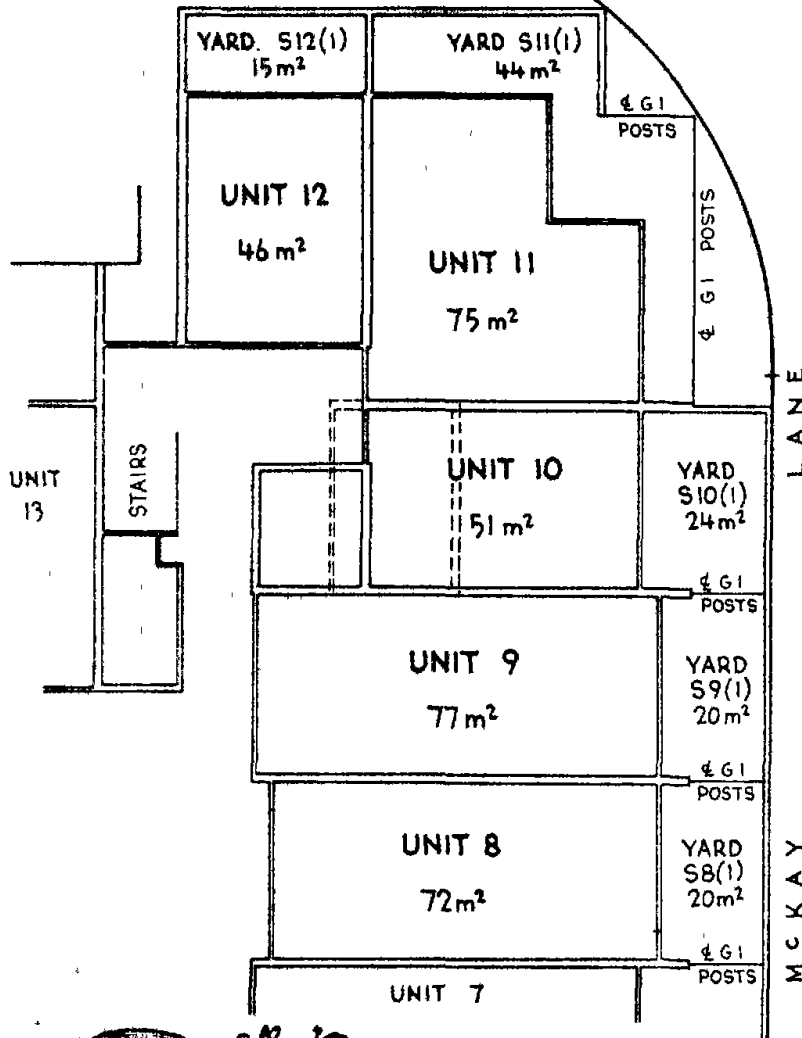 YARD. S12(1)
15m²
YARD S11(1)
44m²
℄ G I
POSTS
UNIT 12
46m²
℄ G I POSTS
UNIT 11
75m²
LANE
UNIT
13
STAIRS
UNIT 10
51m²
YARD
S10(1)
24m²
℄ G I
POSTS
UNIT 9
77m²
YARD
S9(1)
20m²
℄ G I
POSTS
UNIT 8
72m²
YARD
S8(1)
20m²
McKAY
℄ G I
POSTS
UNIT 7